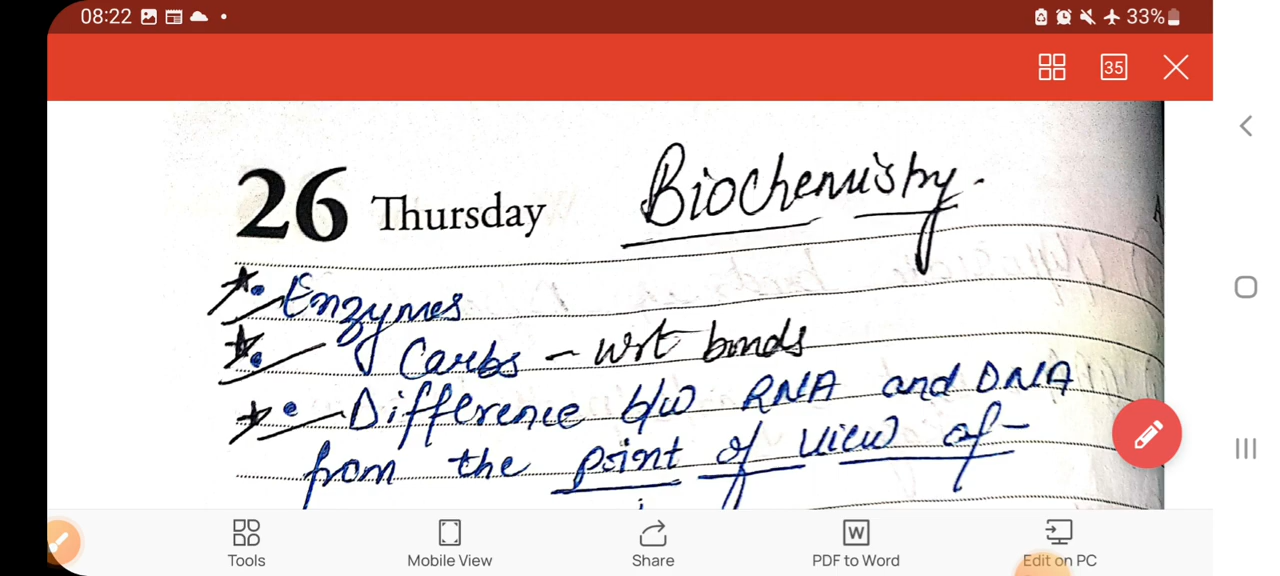 08:22 33%
35
26 Thursday Biochemistry.
Enzymes
Carbs - wrt bonds
Difference b/w RNA and DNA
from the point of view of -
Tools Mobile View Share PDF to Word Edit on PC